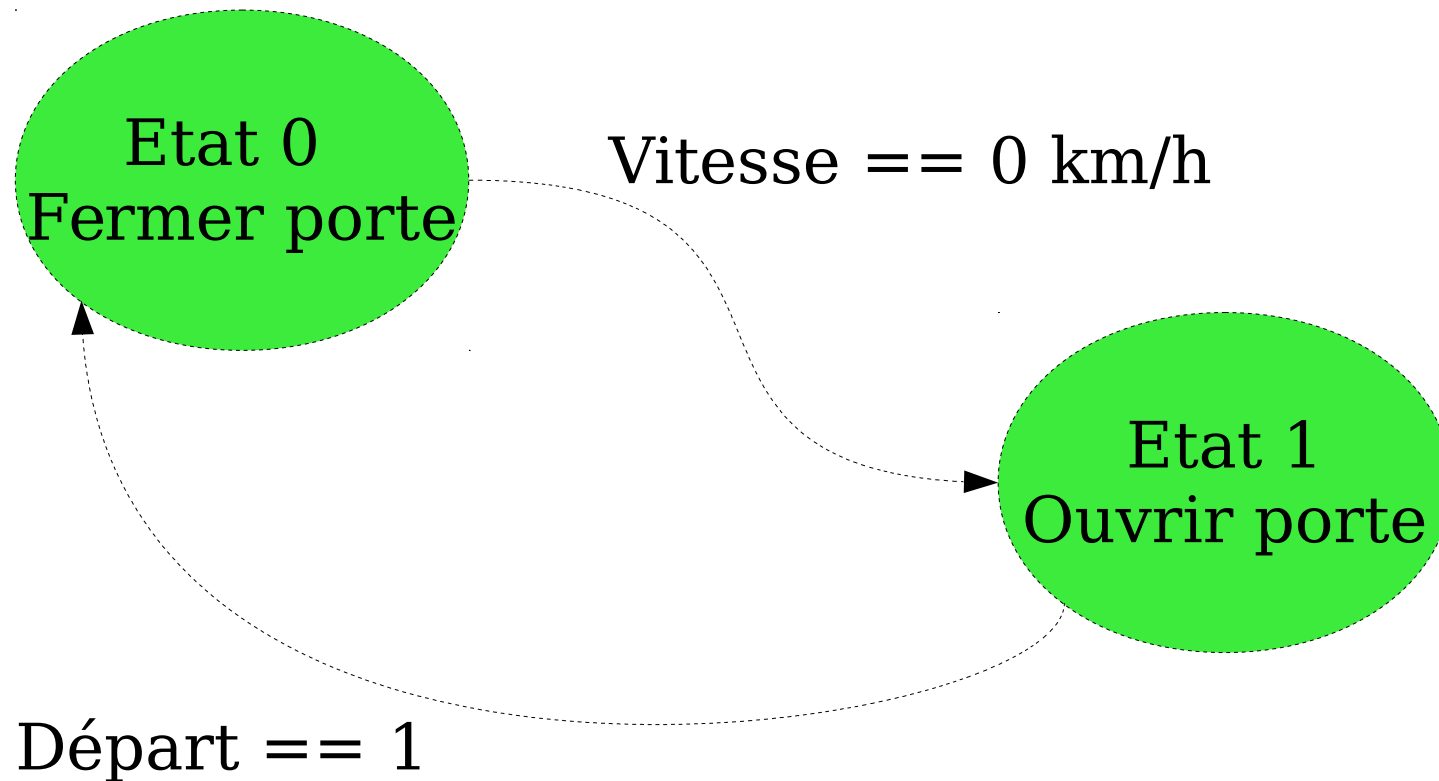 Etat 0
Fermer porte
Vitesse == 0 km/h
Etat 1
Ouvrir porte
Départ == 1